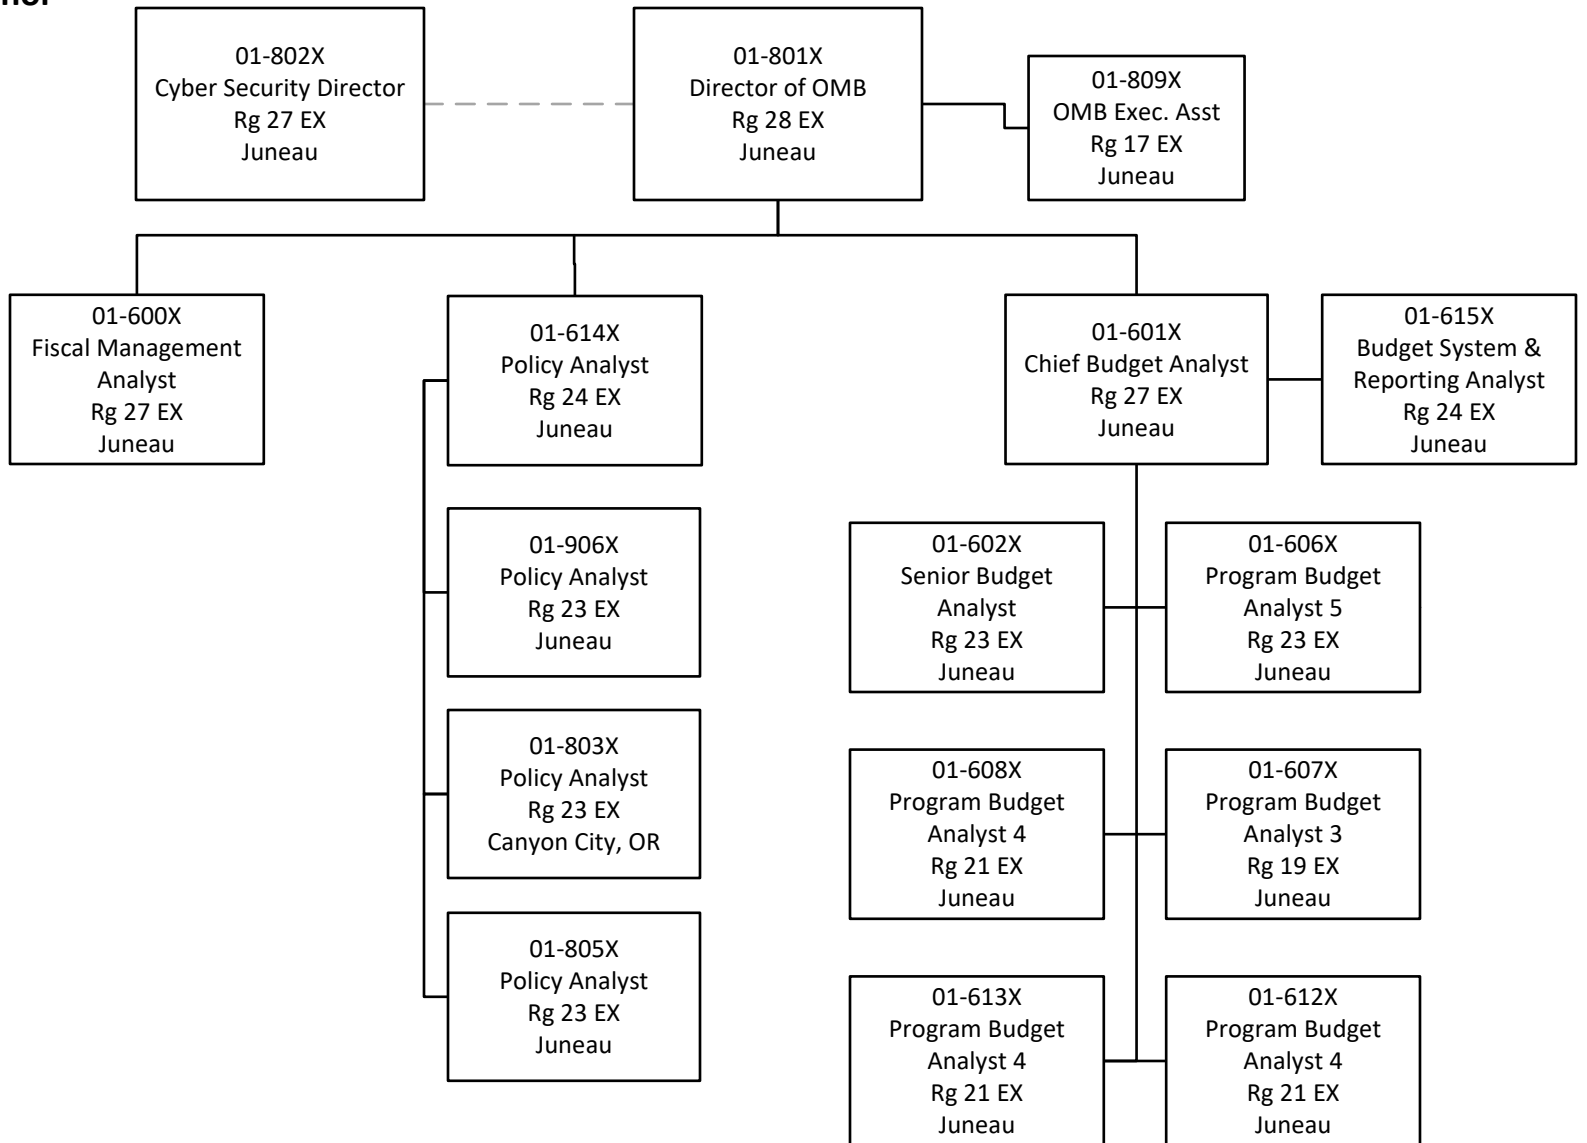 01-802X
Cyber Security Director
Rg 27 EX
Juneau
01-801X
Director of OMB
Rg 28 EX
Juneau
01-809X
OMB Exec. Asst
Rg 17 EX
Juneau
01-600X
Fiscal Management
Analyst
Rg 27 EX
Juneau
01-614X
Policy Analyst
Rg 24 EX
Juneau
01-601X
Chief Budget Analyst
Rg 27 EX
Juneau
01-615X
Budget System &
Reporting Analyst
Rg 24 EX
Juneau
01-906X
Policy Analyst
Rg 23 EX
Juneau
01-803X
Policy Analyst
Rg 23 EX
Canyon City, OR
01-805X
Policy Analyst
Rg 23 EX
Juneau
01-602X
Senior Budget
Analyst
Rg 23 EX
Juneau
01-606X
Program Budget
Analyst 5
Rg 23 EX
Juneau
01-608X
Program Budget
Analyst 4
Rg 21 EX
Juneau
01-607X
Program Budget
Analyst 3
Rg 19 EX
Juneau
01-613X
Program Budget
Analyst 4
Rg 21 EX
Juneau
01-612X
Program Budget
Analyst 4
Rg 21 EX
Juneau